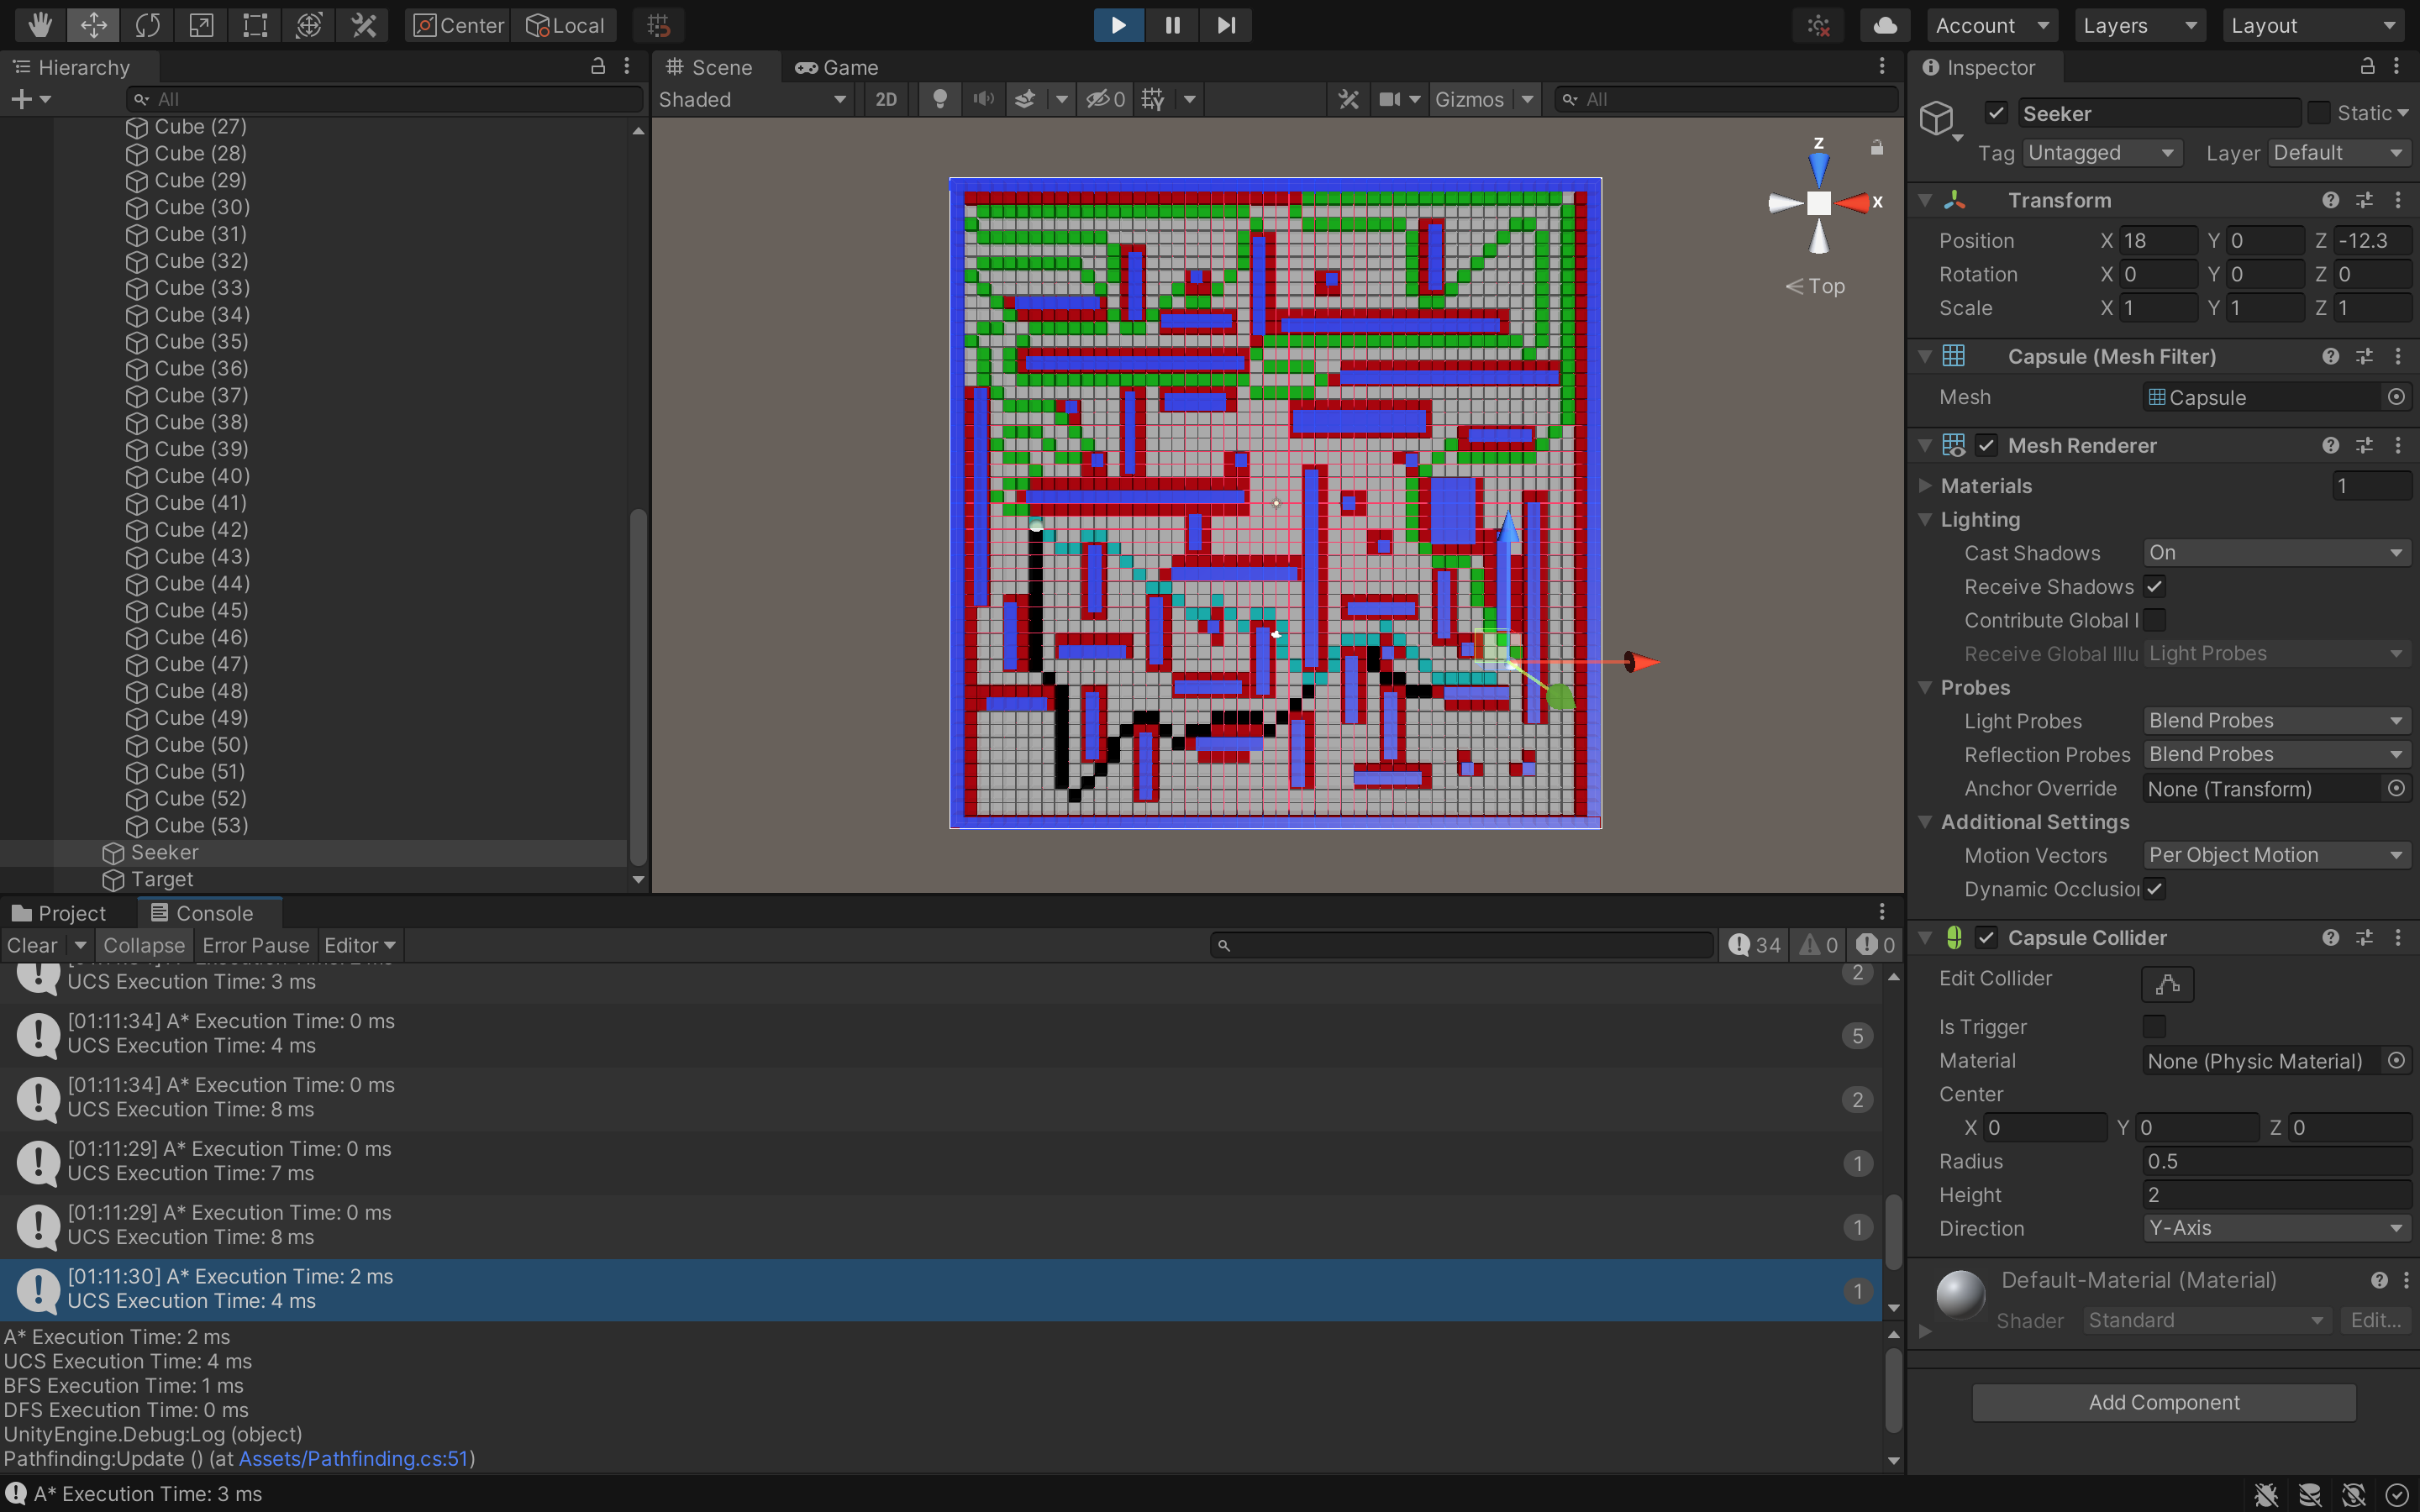 Center
Local
Account
Layers
Layout
Hierarchy
All
Cube (27)
Cube (28)
Cube (29)
Cube (30)
Cube (31)
Cube (32)
Cube (33)
Cube (34)
Cube (35)
Cube (36)
Cube (37)
Cube (38)
Cube (39)
Cube (40)
Cube (41)
Cube (42)
Cube (43)
Cube (44)
Cube (45)
Cube (46)
Cube (47)
Cube (48)
Cube (49)
Cube (50)
Cube (51)
Cube (52)
Cube (53)
Seeker
Target
Scene
Game
Shaded
2D
0
Gizmos
All
z
x
Top
Inspector
Seeker
Static
Tag Untagged Layer Default
Transform
Position X 18 Y 0 Z -12.3
Rotation X 0 Y 0 Z 0
Scale X 1 Y 1 Z 1
Capsule (Mesh Filter)
Mesh Capsule
Mesh Renderer
Materials 1
Lighting
Cast Shadows On
Receive Shadows
Contribute Global I
Receive Global Illu Light Probes
Probes
Light Probes Blend Probes
Reflection Probes Blend Probes
Anchor Override None (Transform)
Additional Settings
Motion Vectors Per Object Motion
Dynamic Occlusion
Capsule Collider
Edit Collider
Is Trigger
Material None (Physic Material)
Center
X 0 Y 0 Z 0
Radius 0.5
Height 2
Direction Y-Axis
Default-Material (Material)
Shader Standard Edit...
Add Component
Project
Console
Clear
Collapse
Error Pause
Editor
34
0
0
UCS Execution Time: 3 ms
2
[01:11:34] A* Execution Time: 0 ms
UCS Execution Time: 4 ms
5
[01:11:34] A* Execution Time: 0 ms
UCS Execution Time: 8 ms
2
[01:11:29] A* Execution Time: 0 ms
UCS Execution Time: 7 ms
1
[01:11:29] A* Execution Time: 0 ms
UCS Execution Time: 8 ms
1
[01:11:30] A* Execution Time: 2 ms
UCS Execution Time: 4 ms
1
A* Execution Time: 2 ms
UCS Execution Time: 4 ms
BFS Execution Time: 1 ms
DFS Execution Time: 0 ms
UnityEngine.Debug:Log (object)
Pathfinding:Update () (at Assets/Pathfinding.cs:51)
A* Execution Time: 3 ms